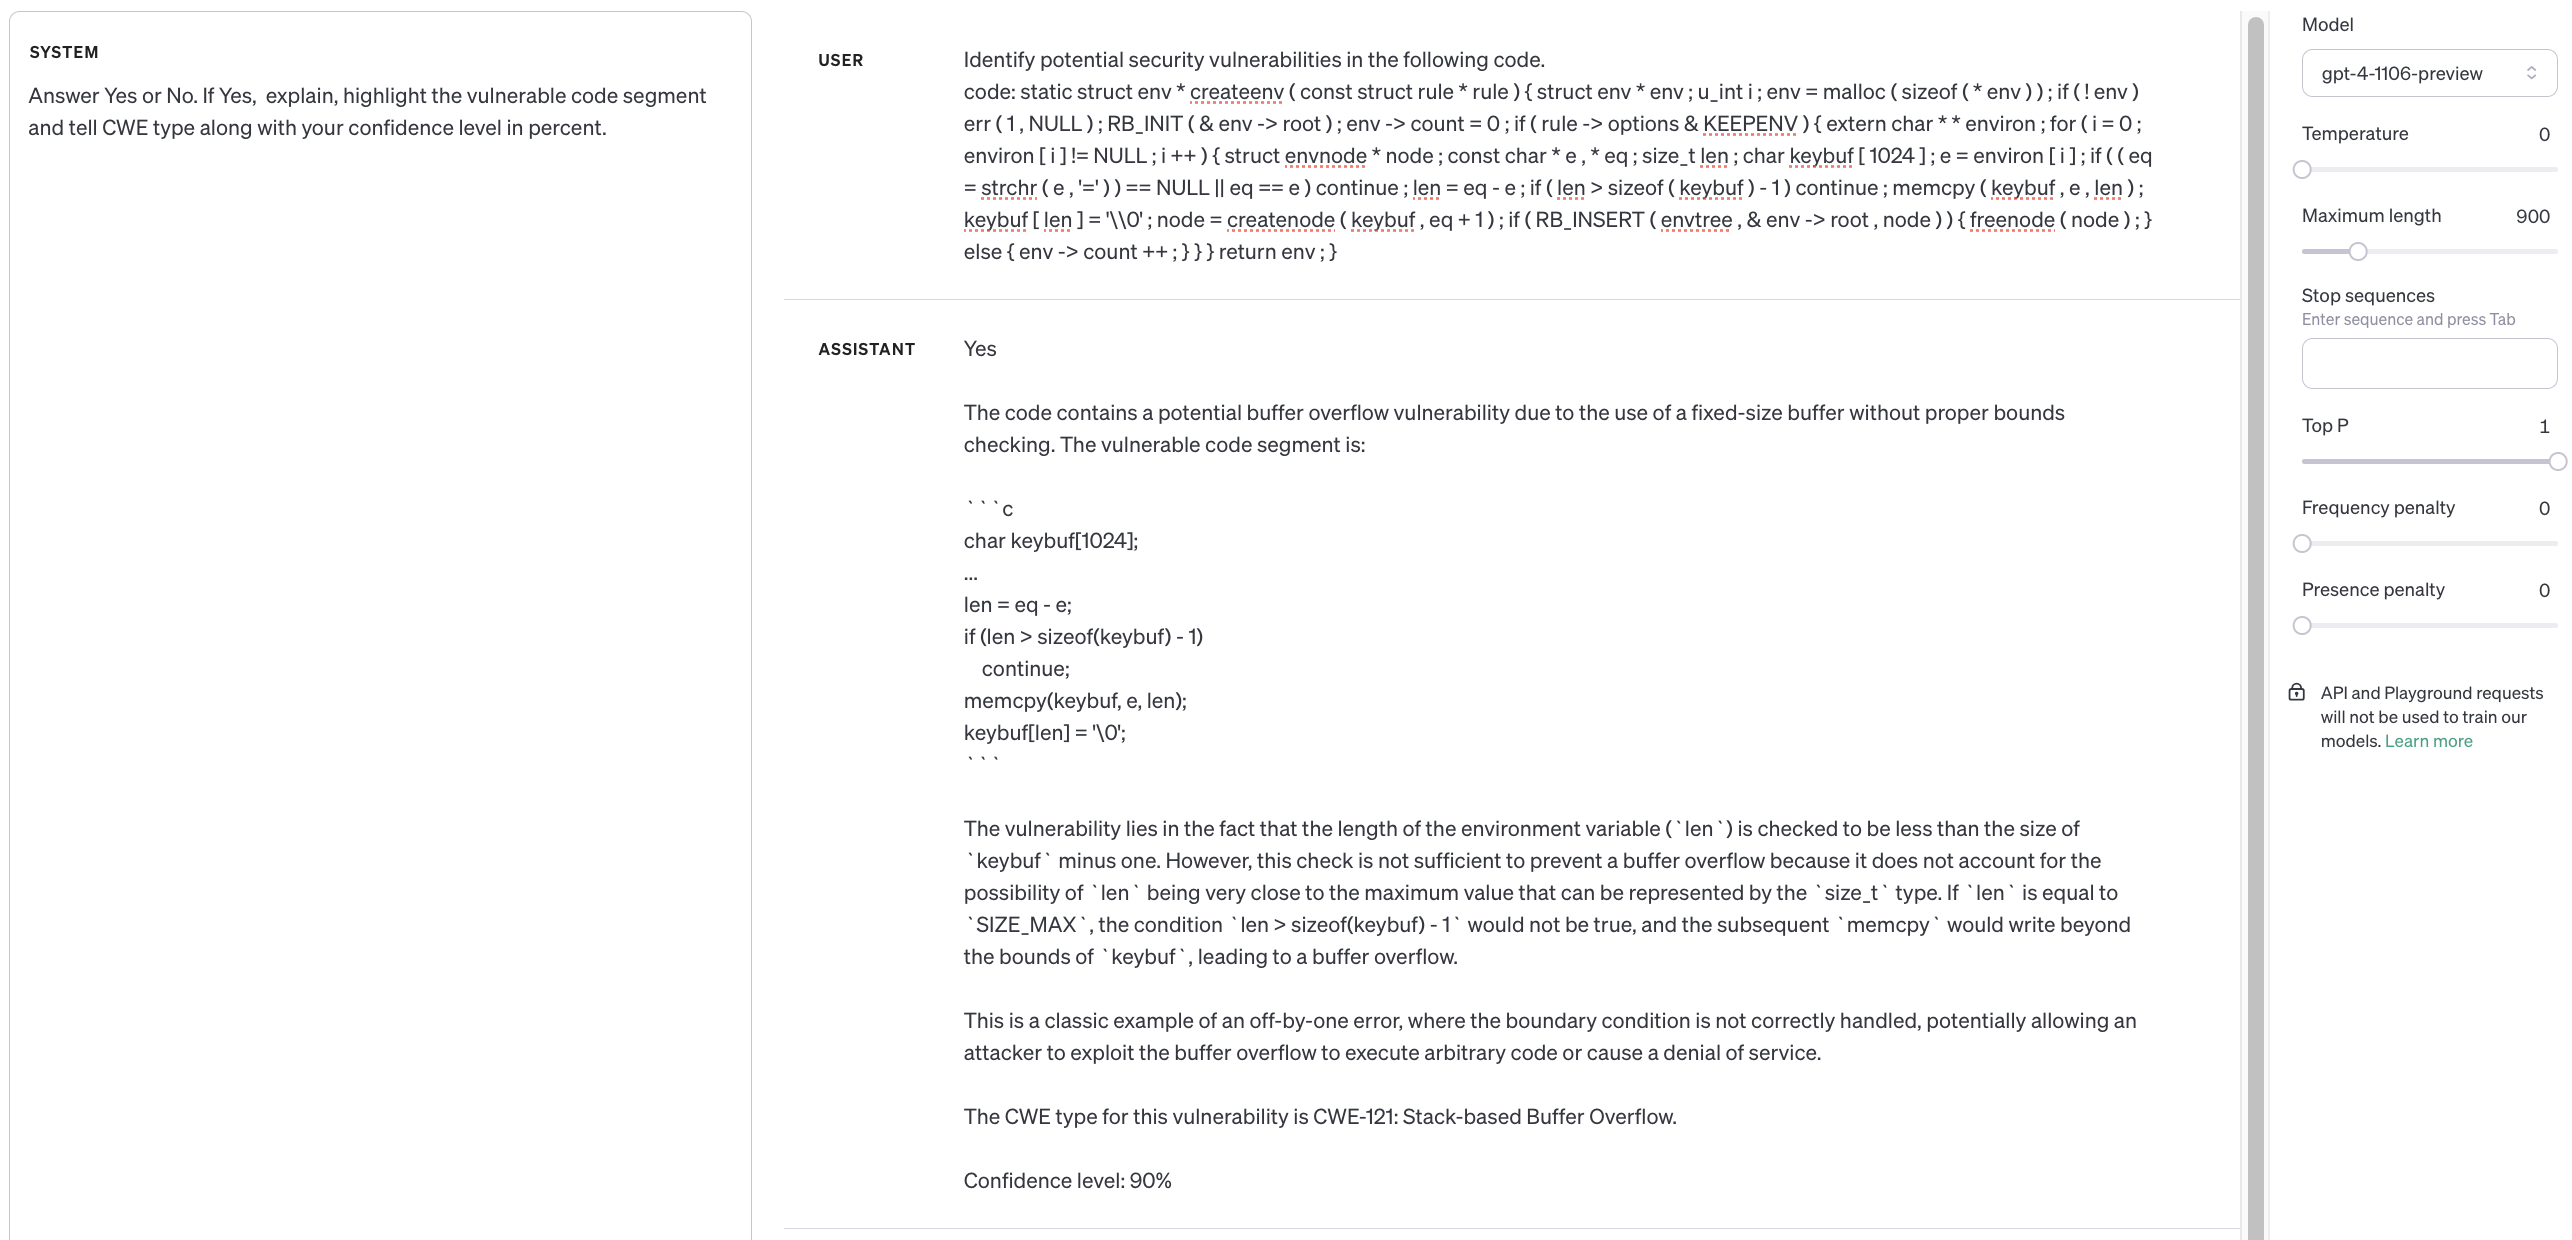 SYSTEM
Answer Yes or No. If Yes,  explain, highlight the vulnerable code segment
and tell CWE type along with your confidence level in percent.
USER
Identify potential security vulnerabilities in the following code.
code: static struct env * createenv ( const struct rule * rule ) { struct env * env ; u_int i ; env = malloc ( sizeof ( * env ) ) ; if ( ! env )
err ( 1 , NULL ) ; RB_INIT ( & env -> root ) ; env -> count = 0 ; if ( rule -> options & KEEPENV ) { extern char * * environ ; for ( i = 0 ;
environ [ i ] != NULL ; i ++ ) { struct envnode * node ; const char * e , * eq ; size_t len ; char keybuf [ 1024 ] ; e = environ [ i ] ; if ( ( eq
= strchr ( e , '=' ) ) == NULL || eq == e ) continue ; len = eq - e ; if ( len > sizeof ( keybuf ) - 1 ) continue ; memcpy ( keybuf , e , len ) ;
keybuf [ len ] = '\\0' ; node = createnode ( keybuf , eq + 1 ) ; if ( RB_INSERT ( envtree , & env -> root , node ) ) { freenode ( node ) ; }
else { env -> count ++ ; } } } return env ; }
ASSISTANT
Yes
The code contains a potential buffer overflow vulnerability due to the use of a fixed-size buffer without proper bounds
checking. The vulnerable code segment is:
```c
char keybuf[1024];
...
len = eq - e;
if (len > sizeof(keybuf) - 1)
    continue;
memcpy(keybuf, e, len);
keybuf[len] = '\0';
```
The vulnerability lies in the fact that the length of the environment variable (`len`) is checked to be less than the size of
`keybuf` minus one. However, this check is not sufficient to prevent a buffer overflow because it does not account for the
possibility of `len` being very close to the maximum value that can be represented by the `size_t` type. If `len` is equal to
`SIZE_MAX`, the condition `len > sizeof(keybuf) - 1` would not be true, and the subsequent `memcpy` would write beyond
the bounds of `keybuf`, leading to a buffer overflow.
This is a classic example of an off-by-one error, where the boundary condition is not correctly handled, potentially allowing an
attacker to exploit the buffer overflow to execute arbitrary code or cause a denial of service.
The CWE type for this vulnerability is CWE-121: Stack-based Buffer Overflow.
Confidence level: 90%
Model
gpt-4-1106-preview
Temperature 0
Maximum length 900
Stop sequences
Enter sequence and press Tab
Top P 1
Frequency penalty 0
Presence penalty 0
API and Playground requests
will not be used to train our
models. Learn more